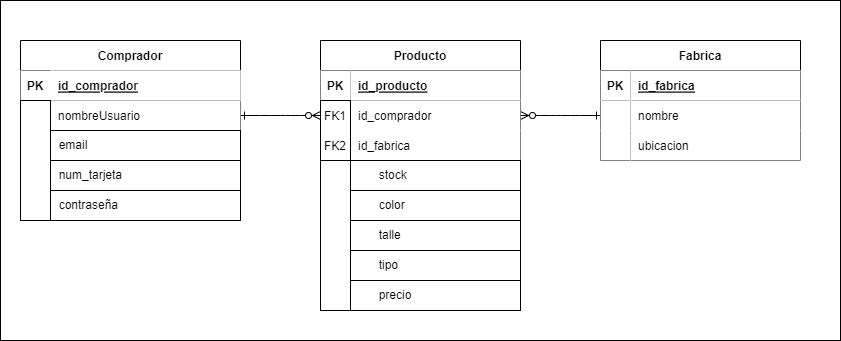 Comprador
PK id_comprador
nombreUsuario
email
num_tarjeta
contraseña
Producto
PK id_producto
FK1 id_comprador
FK2 id_fabrica
stock
color
talle
tipo
precio
Fabrica
PK id_fabrica
nombre
ubicacion